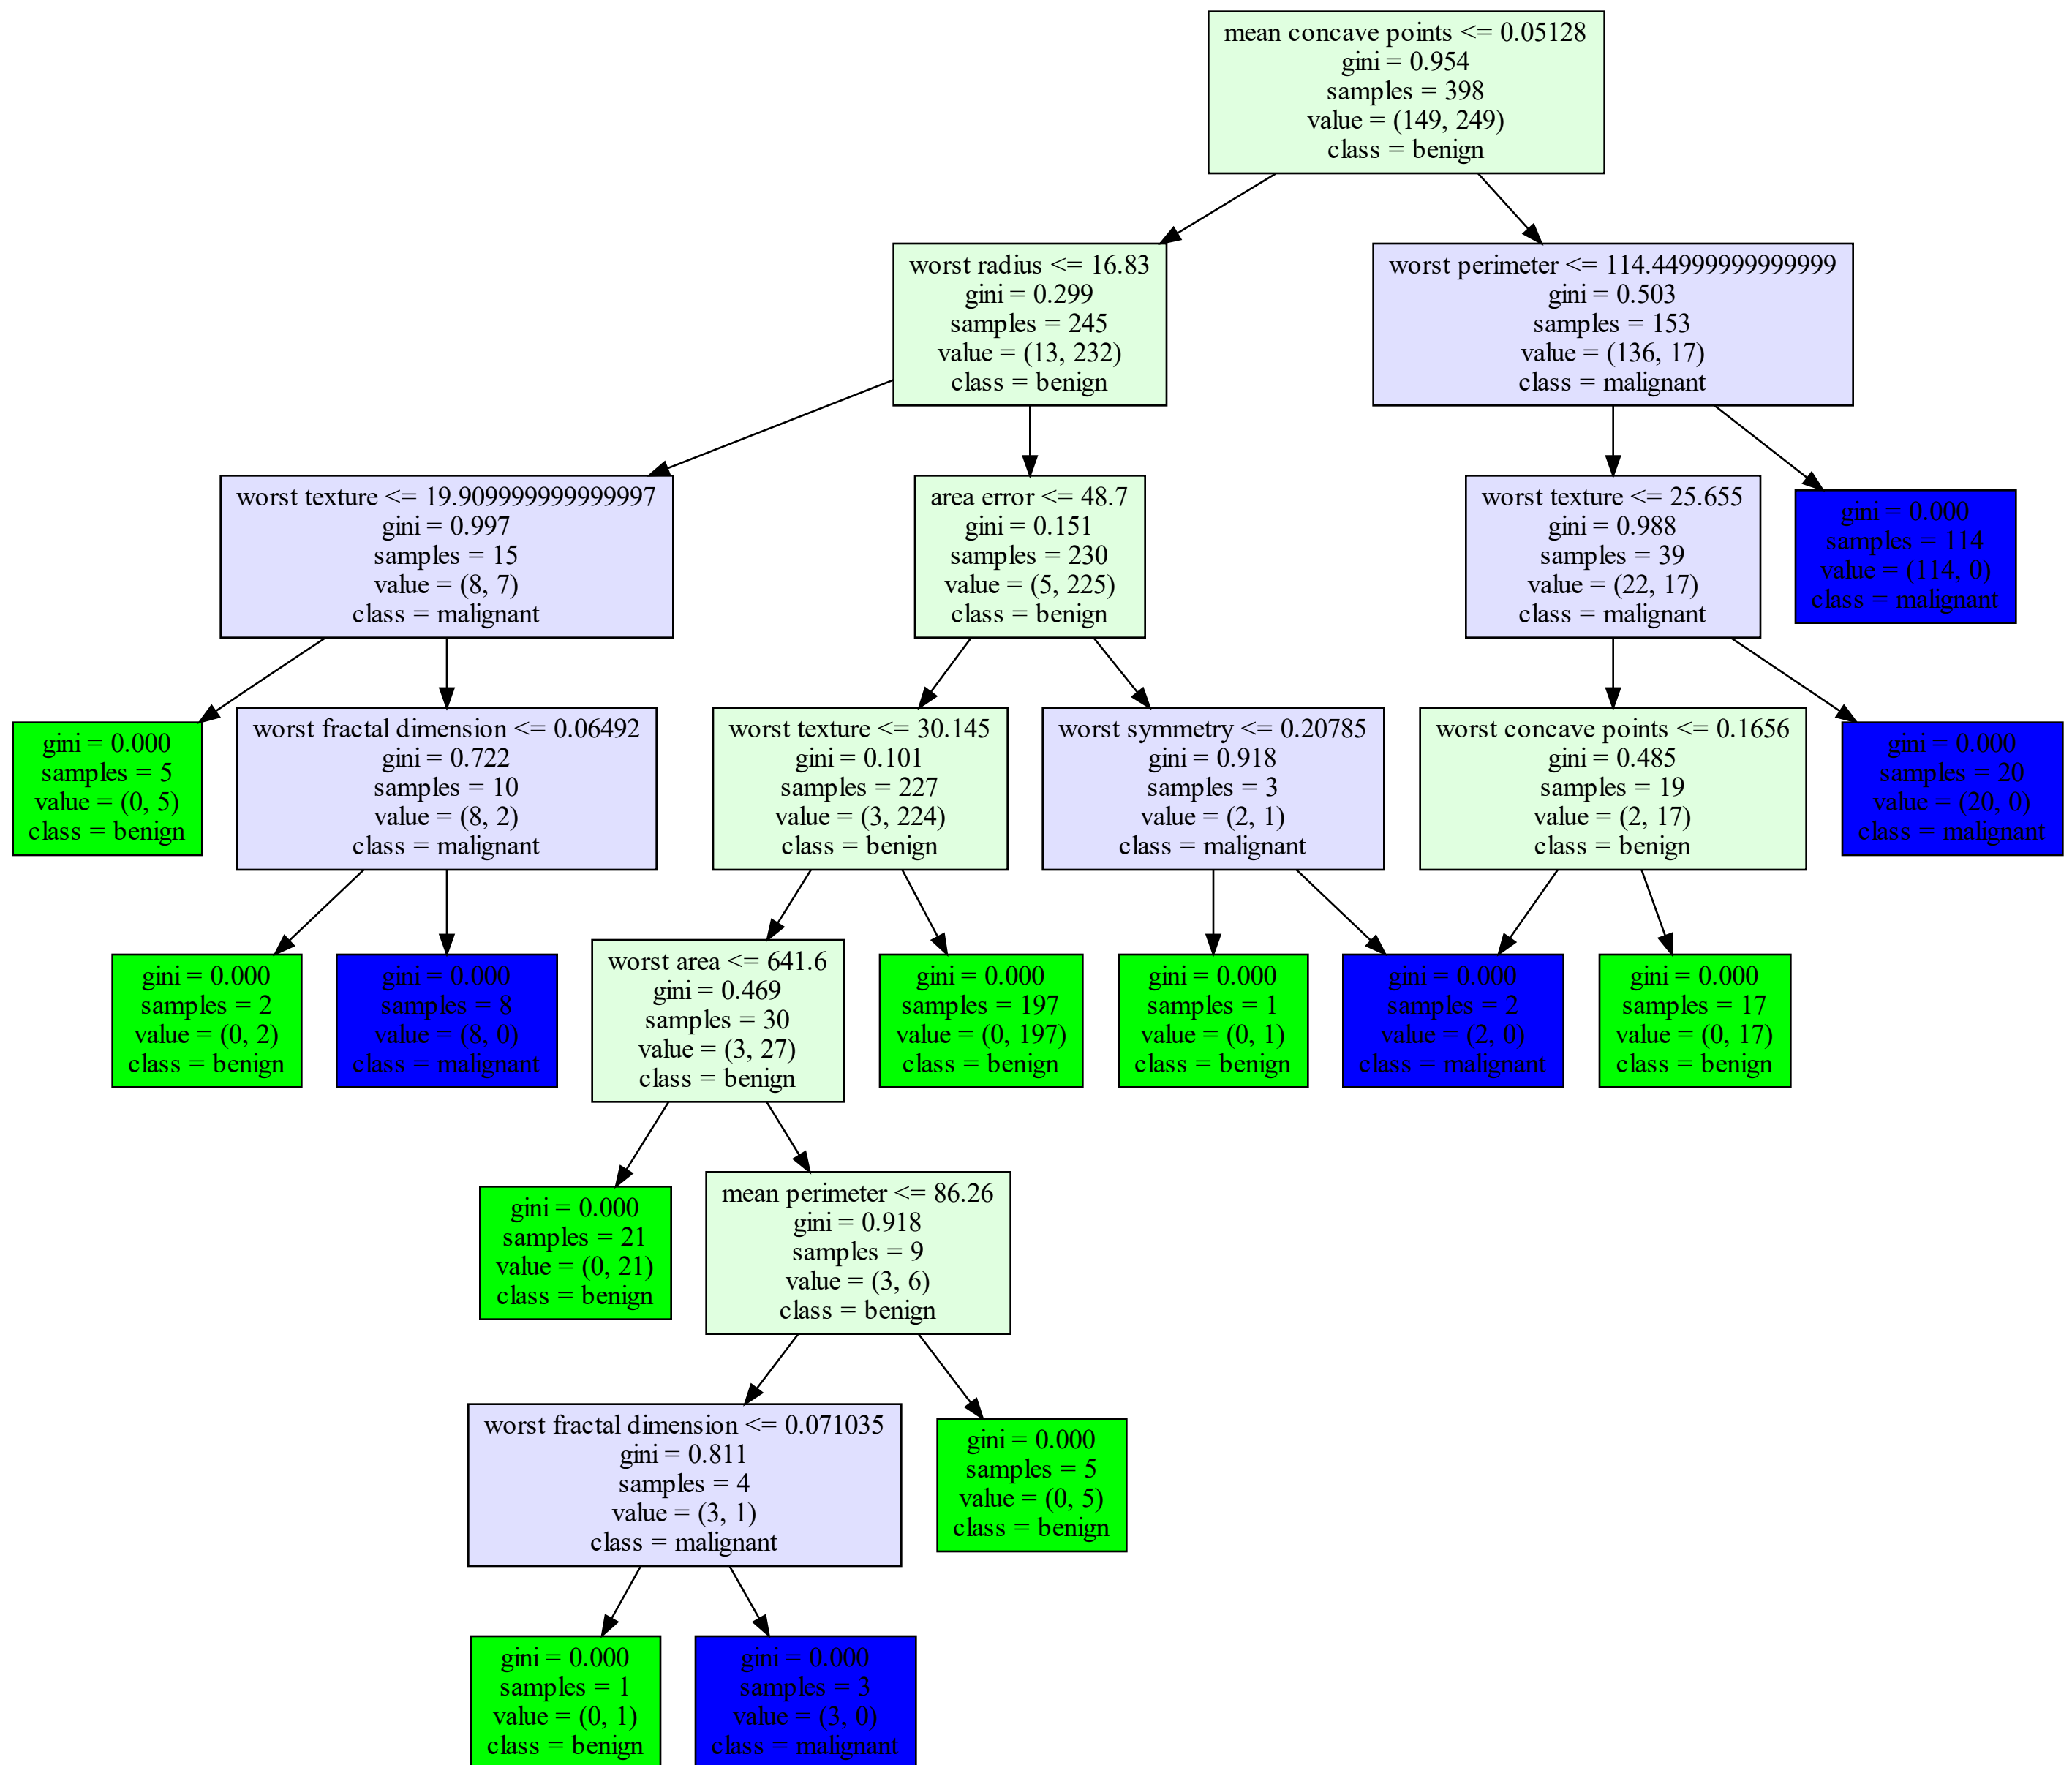 mean concave points <= 0.05128
gini = 0.954
samples = 398
value = (149, 249)
class = benign
worst radius <= 16.83
gini = 0.299
samples = 245
value = (13, 232)
class = benign
worst perimeter <= 114.44999999999999
gini = 0.503
samples = 153
value = (136, 17)
class = malignant
worst texture <= 19.909999999999997
gini = 0.997
samples = 15
value = (8, 7)
class = malignant
area error <= 48.7
gini = 0.151
samples = 230
value = (5, 225)
class = benign
worst texture <= 25.655
gini = 0.988
samples = 39
value = (22, 17)
class = malignant
gini = 0.000
samples = 114
value = (114, 0)
class = malignant
gini = 0.000
samples = 5
value = (0, 5)
class = benign
worst fractal dimension <= 0.06492
gini = 0.722
samples = 10
value = (8, 2)
class = malignant
worst texture <= 30.145
gini = 0.101
samples = 227
value = (3, 224)
class = benign
worst symmetry <= 0.20785
gini = 0.918
samples = 3
value = (2, 1)
class = malignant
worst concave points <= 0.1656
gini = 0.485
samples = 19
value = (2, 17)
class = benign
gini = 0.000
samples = 20
value = (20, 0)
class = malignant
gini = 0.000
samples = 2
value = (0, 2)
class = benign
gini = 0.000
samples = 8
value = (8, 0)
class = malignant
worst area <= 641.6
gini = 0.469
samples = 30
value = (3, 27)
class = benign
gini = 0.000
samples = 197
value = (0, 197)
class = benign
gini = 0.000
samples = 1
value = (0, 1)
class = benign
gini = 0.000
samples = 2
value = (2, 0)
class = malignant
gini = 0.000
samples = 17
value = (0, 17)
class = benign
gini = 0.000
samples = 21
value = (0, 21)
class = benign
mean perimeter <= 86.26
gini = 0.918
samples = 9
value = (3, 6)
class = benign
worst fractal dimension <= 0.071035
gini = 0.811
samples = 4
value = (3, 1)
class = malignant
gini = 0.000
samples = 5
value = (0, 5)
class = benign
gini = 0.000
samples = 1
value = (0, 1)
class = benign
gini = 0.000
samples = 3
value = (3, 0)
class = malignant